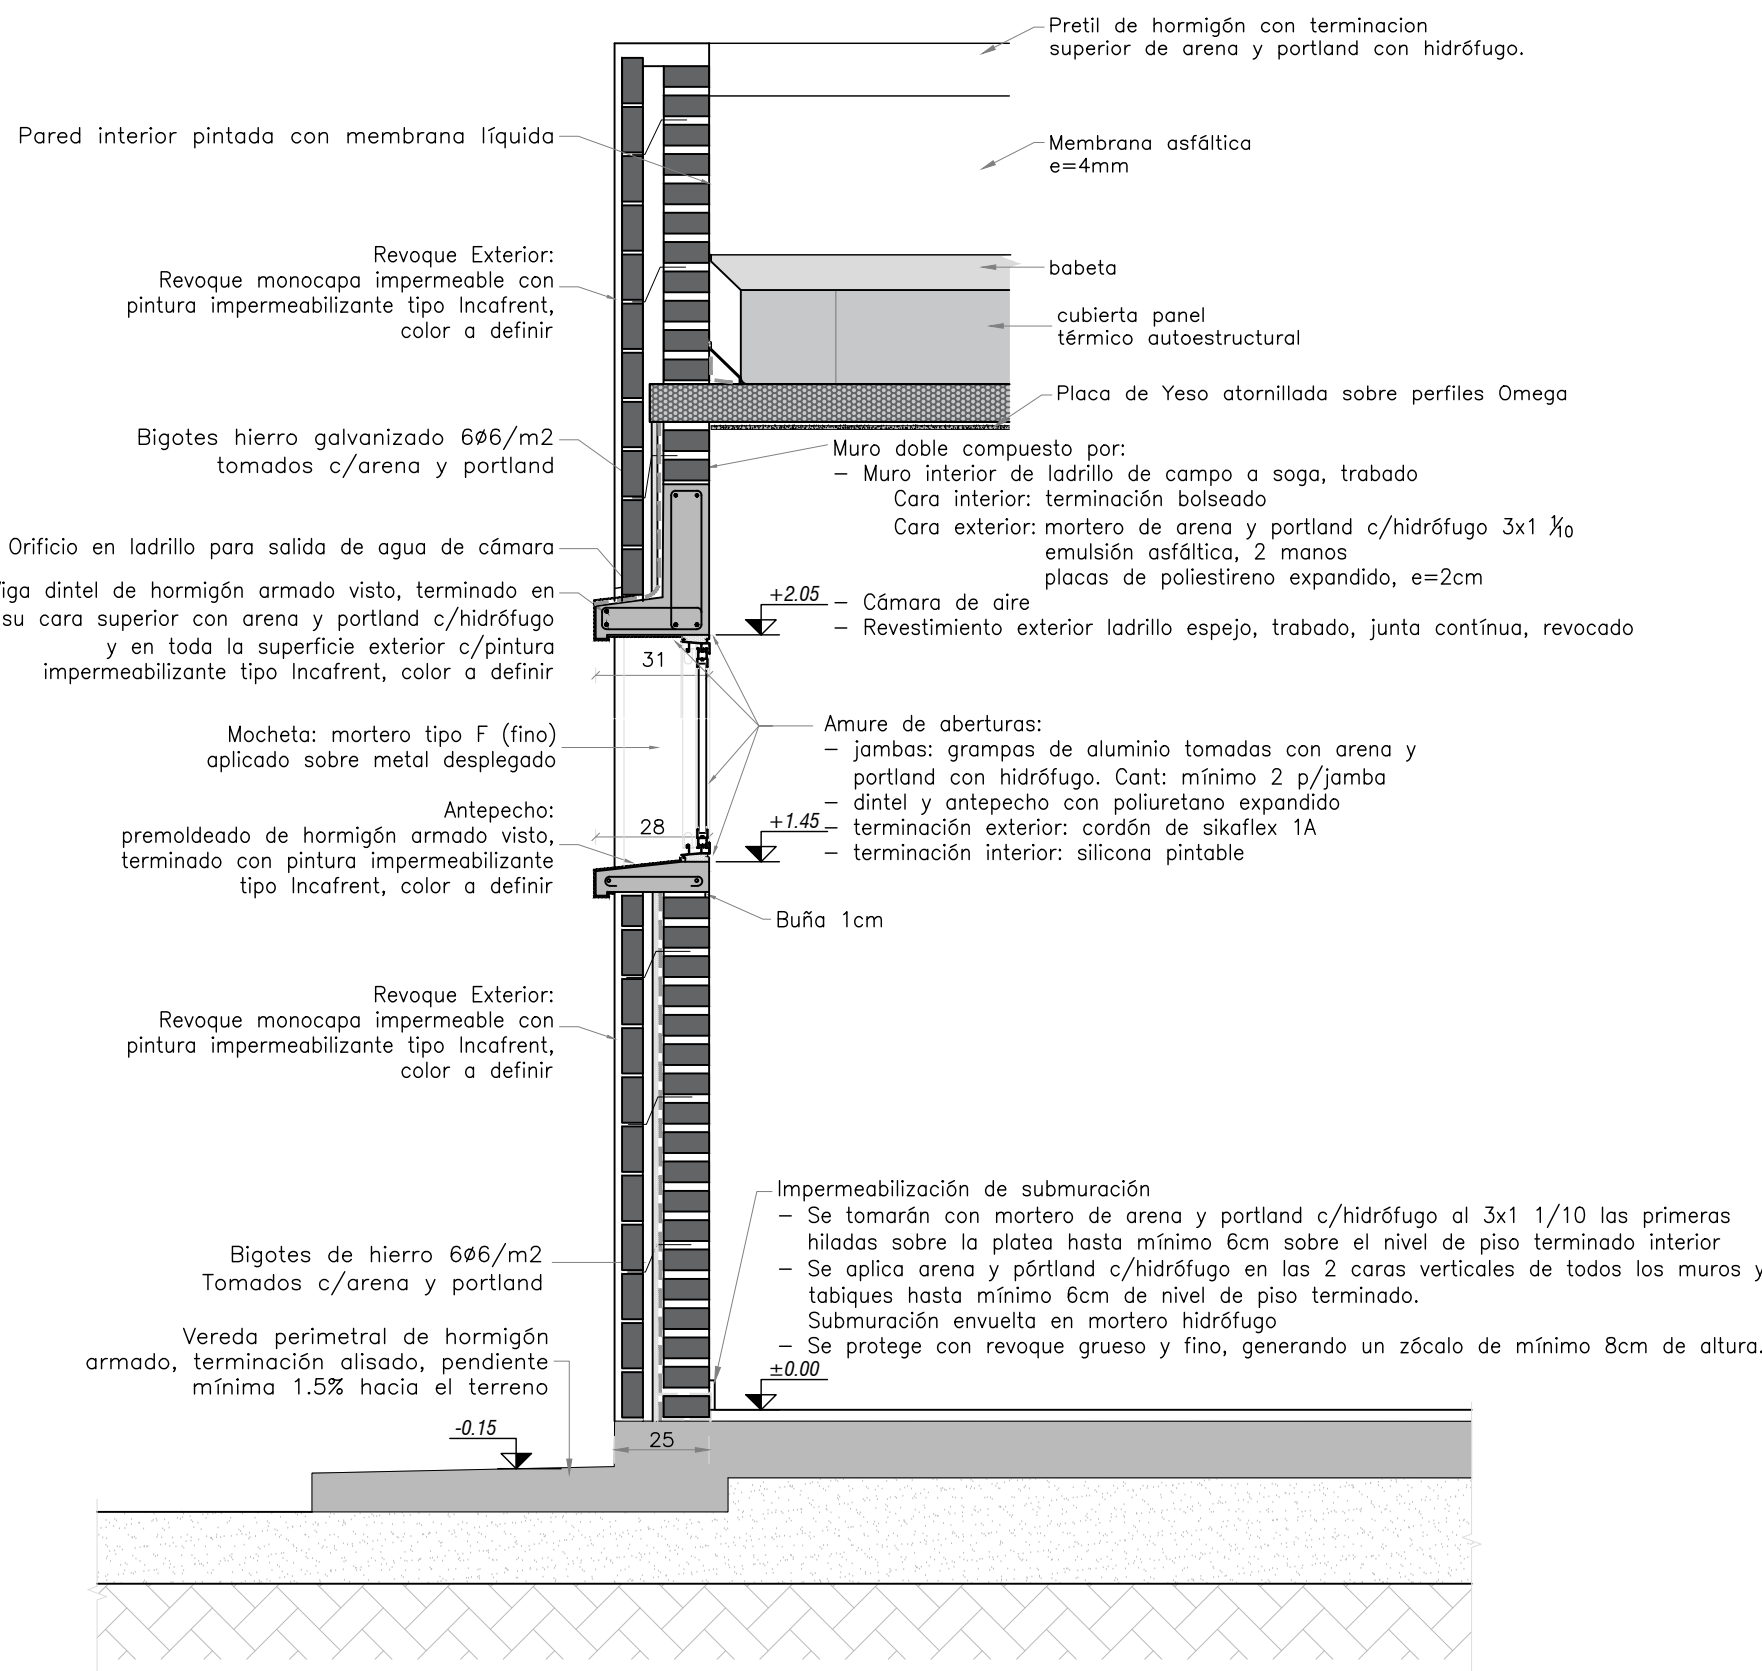 Pretil de hormigón con terminacion
superior de arena y portland con hidrófugo.
Pared interior pintada con membrana líquida
Membrana asfáltica
e=4mm
Revoque Exterior:
Revoque monocapa impermeable con
pintura impermeabilizante tipo Incafrent,
color a definir
babeta
cubierta panel
térmico autoestructural
Placa de Yeso atornillada sobre perfiles Omega
Bigotes hierro galvanizado 6ø6/m2
tomados c/arena y portland
Muro doble compuesto por:
– Muro interior de ladrillo de campo a soga, trabado
Cara interior: terminación bolseado
Cara exterior: mortero de arena y portland c/hidrófugo 3x1 1/10
emulsión asfáltica, 2 manos
placas de poliestireno expandido, e=2cm
– Cámara de aire
– Revestimiento exterior ladrillo espejo, trabado, junta contínua, revocado
Orificio en ladrillo para salida de agua de cámara
iga dintel de hormigón armado visto, terminado en
su cara superior con arena y portland c/hidrófugo
y en toda la superficie exterior c/pintura
impermeabilizante tipo Incafrent, color a definir
+2.05
31
Mocheta: mortero tipo F (fino)
aplicado sobre metal desplegado
Amure de aberturas:
– jambas: grampas de aluminio tomadas con arena y
portland con hidrófugo. Cant: mínimo 2 p/jamba
– dintel y antepecho con poliuretano expandido
– terminación exterior: cordón de sikaflex 1A
– terminación interior: silicona pintable
Antepecho:
premoldeado de hormigón armado visto,
terminado con pintura impermeabilizante
tipo Incafrent, color a definir
28
+1.45
Buña 1cm
Revoque Exterior:
Revoque monocapa impermeable con
pintura impermeabilizante tipo Incafrent,
color a definir
Impermeabilización de submuración
– Se tomarán con mortero de arena y portland c/hidrófugo al 3x1 1/10 las primeras
hiladas sobre la platea hasta mínimo 6cm sobre el nivel de piso terminado interior
– Se aplica arena y pórtland c/hidrófugo en las 2 caras verticales de todos los muros y
tabiques hasta mínimo 6cm de nivel de piso terminado.
Submuración envuelta en mortero hidrófugo
– Se protege con revoque grueso y fino, generando un zócalo de mínimo 8cm de altura.
Bigotes de hierro 6ø6/m2
Tomados c/arena y portland
Vereda perimetral de hormigón
armado, terminación alisado, pendiente
mínima 1.5% hacia el terreno
±0.00
-0.15
25